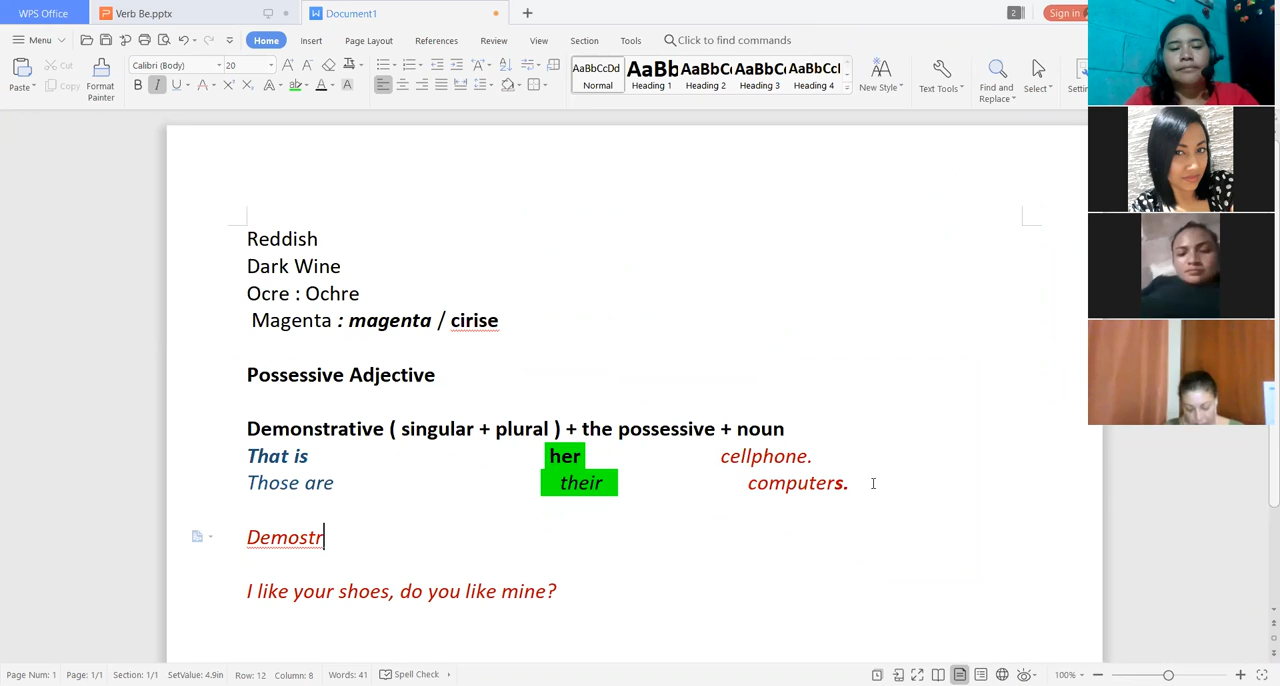 WPS Office Verb Be.pptx Document1 2 Sign in
Menu Home Insert Page Layout References Review View Section Tools Click to find commands
Paste Cut Copy Format Painter Calibri (Body) 20 AaBbCcDd Normal AaBb Heading 1 AaBbC Heading 2 AaBbC Heading 3 AaBbCcl Heading 4 New Style Text Tools Find and Replace Select Settin
Reddish
Dark Wine
Ocre : Ochre
Magenta : magenta / cirise
Possessive Adjective
Demonstrative ( singular + plural ) + the possessive + noun
That is her cellphone.
Those are their computers.
Demostr
I like your shoes, do you like mine?
Page Num: 1 Page: 1/1 Section: 1/1 SetValue: 4.9in Row: 12 Column: 8 Words: 41 Spell Check 100%